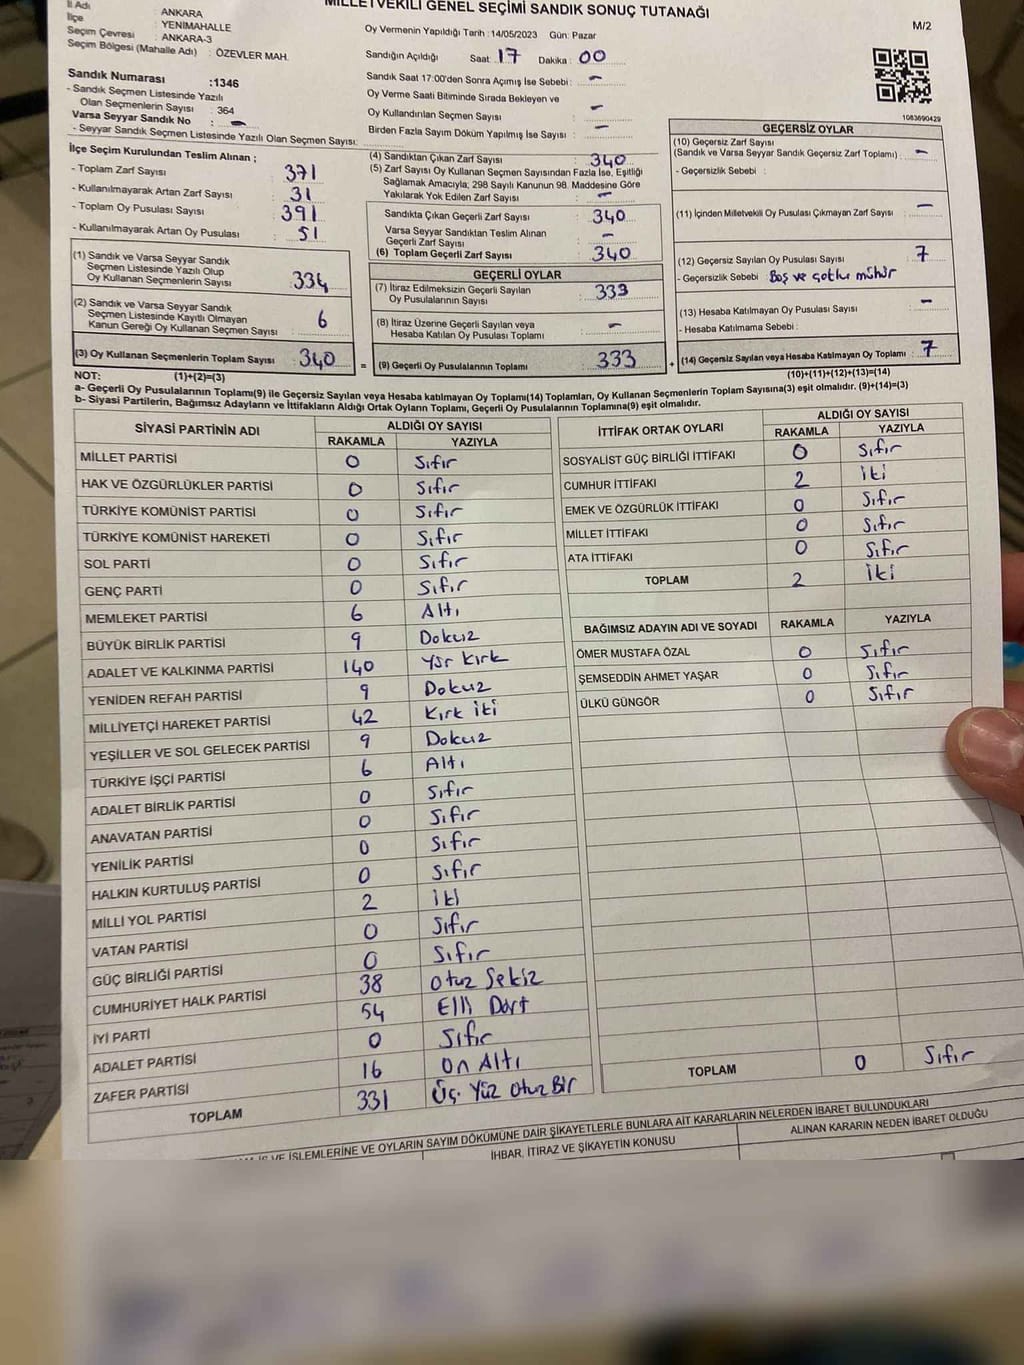 MİLLETVEKİLİ GENEL SEÇİMİ SANDIK SONUÇ TUTANAĞI
M/2
İl Adı : ANKARA
İlçe : YENİMAHALLE
Seçim Çevresi : ANKARA-3
Seçim Bölgesi (Mahalle Adı) : ÖZEVLER MAH.
Oy Vermenin Yapıldığı Tarih : 14/05/2023 Gün: Pazar
Sandığın Açıldığı Saat : 17 Dakika : 00
Sandık Saat 17:00'den Sonra Açımış İse Sebebi : -
Oy Verme Saati Bitiminde Sırada Bekleyen ve
Oy Kullandırılan Seçmen Sayısı : -
Birden Fazla Sayım Döküm Yapılmış İse Sayısı : -
1083690429
Sandık Numarası :1346
- Sandık Seçmen Listesinde Yazılı
Olan Seçmenlerin Sayısı : 364
Varsa Seyyar Sandık No : -
- Seyyar Sandık Seçmen Listesinde Yazılı Olan Seçmen Sayısı:
İlçe Seçim Kurulundan Teslim Alınan ;
- Toplam Zarf Sayısı : 371
- Kullanılmayarak Artan Zarf Sayısı : 31
- Toplam Oy Pusulası Sayısı : 391
- Kullanılmayarak Artan Oy Pusulası : 51
(1) Sandık ve Varsa Seyyar Sandık
Seçmen Listesinde Yazılı Olup
Oy Kullanan Seçmenlerin Sayısı : 334
(2) Sandık ve Varsa Seyyar Sandık
Seçmen Listesinde Kayıtlı Olmayan
Kanun Gereği Oy Kullanan Seçmen Sayısı : 6
(3) Oy Kullanan Seçmenlerin Toplam Sayısı : 340
(4) Sandıktan Çıkan Zarf Sayısı : 340
(5) Zarf Sayısı Oy Kullanan Seçmen Sayısından Fazla İse, Eşitliği
Sağlamak Amacıyla; 298 Sayılı Kanunun 98. Maddesine Göre
Yakılarak Yok Edilen Zarf Sayısı : -
Sandıkta Çıkan Geçerli Zarf Sayısı : 340
Varsa Seyyar Sandıktan Teslim Alınan
Geçerli Zarf Sayısı : -
(6) Toplam Geçerli Zarf Sayısı : 340
GEÇERLİ OYLAR
(7) İtiraz Edilmeksizin Geçerli Sayılan
Oy Pusulalarının Sayısı : 333
(8) İtiraz Üzerine Geçerli Sayılan veya
Hesaba Katılan Oy Pusulası Toplamı : -
= (9) Geçerli Oy Pusulalarının Toplamı : 333 +
GEÇERSİZ OYLAR
(10) Geçersiz Zarf Sayısı
(Sandık ve Varsa Seyyar Sandık Geçersiz Zarf Toplamı) : -
- Geçersizlik Sebebi :
(11) İçinden Milletvekili Oy Pusulası Çıkmayan Zarf Sayısı : -
(12) Geçersiz Sayılan Oy Pusulası Sayısı : 7
- Geçersizlik Sebebi : Boş ve mühür
(13) Hesaba Katılmayan Oy Pusulası Sayısı : -
- Hesaba Katılmama Sebebi :
(14) Geçersiz Sayılan veya Hesaba Katılmayan Oy Toplamı : 7
NOT: (1)+(2)=(3)
(10)+(11)+(12)+(13)=(14)
a- Geçerli Oy Pusulalarının Toplamı(9) ile Geçersiz Sayılan veya Hesaba katılmayan Oy Toplamı(14) Toplamları, Oy Kullanan Seçmenlerin Toplam Sayısına(3) eşit olmalıdır. (9)+(14)=(3)
b- Siyasi Partilerin, Bağımsız Adayların ve İttifakların Aldığı Ortak Oyların Toplamı, Geçerli Oy Pusulalarının Toplamına(9) eşit olmalıdır.
SİYASİ PARTİNİN ADI ALDIĞI OY SAYISI
RAKAMLA YAZIYLA
MİLLET PARTİSİ 0 Sıfır
HAK VE ÖZGÜRLÜKLER PARTİSİ 0 Sıfır
TÜRKİYE KOMÜNİST PARTİSİ 0 Sıfır
TÜRKİYE KOMÜNİST HAREKETİ 0 Sıfır
SOL PARTİ 0 Sıfır
GENÇ PARTİ 0 Sıfır
MEMLEKET PARTİSİ 6 Altı
BÜYÜK BİRLİK PARTİSİ 9 Dokuz
ADALET VE KALKINMA PARTİSİ 140 Yüz Kırk
YENİDEN REFAH PARTİSİ 9 Dokuz
MİLLİYETÇİ HAREKET PARTİSİ 42 Kırk iki
YEŞİLLER VE SOL GELECEK PARTİSİ 9 Dokuz
TÜRKİYE İŞÇİ PARTİSİ 6 Altı
ADALET BİRLİK PARTİSİ 0 Sıfır
ANAVATAN PARTİSİ 0 Sıfır
YENİLİK PARTİSİ 0 Sıfır
HALKIN KURTULUŞ PARTİSİ 0 Sıfır
MİLLİ YOL PARTİSİ 2 iki
VATAN PARTİSİ 0 Sıfır
GÜÇ BİRLİĞİ PARTİSİ 0 Sıfır
CUMHURİYET HALK PARTİSİ 38 Otuz Sekiz
İYİ PARTİ 54 Elli Dört
ADALET PARTİSİ 0 Sıfır
ZAFER PARTİSİ 16 On Altı
TOPLAM 331 Üç Yüz Otuz Bir
İTTİFAK ORTAK OYLARI ALDIĞI OY SAYISI
RAKAMLA YAZIYLA
SOSYALİST GÜÇ BİRLİĞİ İTTİFAKI 0 Sıfır
CUMHUR İTTİFAKI 2 iki
EMEK VE ÖZGÜRLÜK İTTİFAKI 0 Sıfır
MİLLET İTTİFAKI 0 Sıfır
ATA İTTİFAKI 0 Sıfır
TOPLAM 2 iki
BAĞIMSIZ ADAYIN ADI VE SOYADI RAKAMLA YAZIYLA
ÖMER MUSTAFA ÖZAL 0 Sıfır
ŞEMSEDDİN AHMET YAŞAR 0 Sıfır
ÜLKÜ GÜNGÖR 0 Sıfır
TOPLAM 0 Sıfır
VE İŞLEMLERİNE VE OYLARIN SAYIM DÖKÜMÜNE DAİR ŞİKAYETLERLE BUNLARA AİT KARARLARIN NELERDEN İBARET BULUNDUKLARI
İHBAR, İTİRAZ VE ŞİKAYETİN KONUSU ALINAN KARARIN NEDEN İBARET OLDUĞU